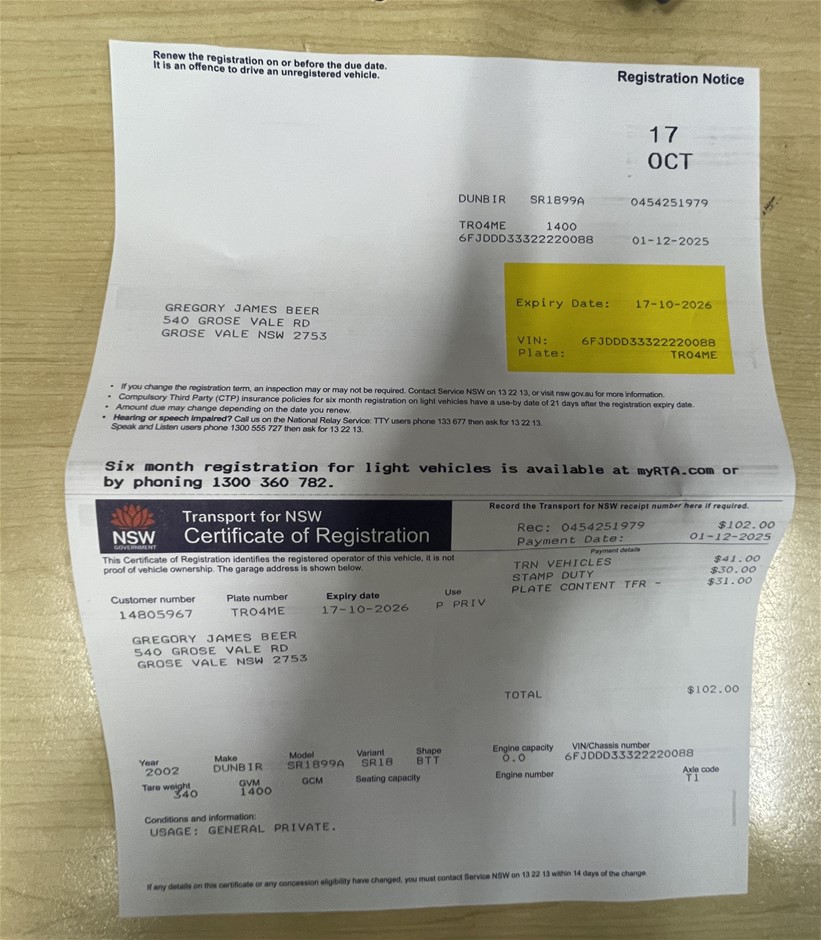 Renew the registration on or before the due date.
It is an offence to drive an unregistered vehicle.
Registration Notice
17
OCT
DUNBIR SR1899A 0454251979
TR04ME 1400
6FJDDD33322220088 01-12-2025
Expiry Date: 17-10-2026
VIN: 6FJDDD33322220088
Plate: TR04ME
GREGORY JAMES BEER
540 GROSE VALE RD
GROSE VALE NSW 2753
• If you change the registration term, an inspection may or may not be required. Contact Service NSW on 13 22 13, or visit nsw.gov.au for more information.
• Compulsory Third Party (CTP) insurance policies for six month registration on light vehicles have a use-by date of 21 days after the registration expiry date.
• Amount due may change depending on the date you renew.
• Hearing or speech impaired? Call us on the National Relay Service: TTY users phone 133 677 then ask for 13 22 13.
Speak and Listen users phone 1300 555 727 then ask for 13 22 13.
Six month registration for light vehicles is available at myRTA.com or
by phoning 1300 360 782.
NSW
GOVERNMENT
Transport for NSW
Certificate of Registration
Record the Transport for NSW receipt number here if required.
Rec: 0454251979 $102.00
Payment Date: 01-12-2025
Payment details
TRN VEHICLES $41.00
STAMP DUTY $30.00
PLATE CONTENT TFR - $31.00
This Certificate of Registration identifies the registered operator of this vehicle, it is not
proof of vehicle ownership. The garage address is shown below.
Customer number Plate number Expiry date Use
14805967 TR04ME 17-10-2026 P PRIV
GREGORY JAMES BEER
540 GROSE VALE RD
GROSE VALE NSW 2753
TOTAL $102.00
Year Make Model Variant Shape Engine capacity VIN/Chassis number
2002 DUNBIR SR1899A SR18 BTT 0.0 6FJDDD33322220088
Tare weight GVM GCM Seating capacity Engine number Axle code
340 1400 T1
Conditions and information:
USAGE: GENERAL PRIVATE.
If any details on this certificate or any concession eligibility have changed, you must contact Service NSW on 13 22 13 within 14 days of the change.